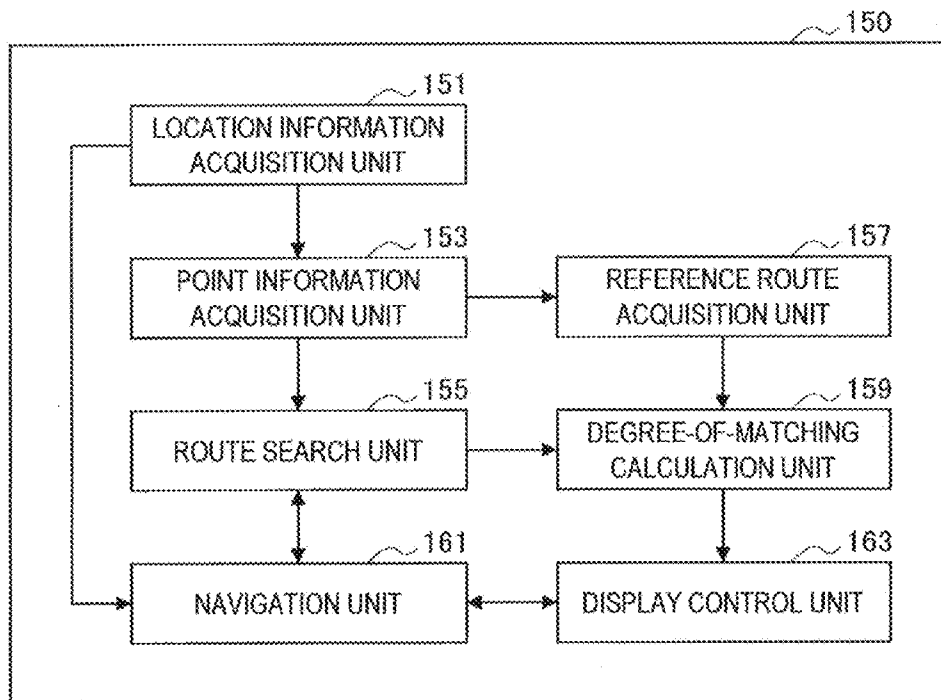 150
151
LOCATION INFORMATION
ACQUISITION UNIT
153
POINT INFORMATION
ACQUISITION UNIT
157
REFERENCE ROUTE
ACQUISITION UNIT
155
ROUTE SEARCH UNIT
159
DEGREE-OF-MATCHING
CALCULATION UNIT
161
NAVIGATION UNIT
163
DISPLAY CONTROL UNIT